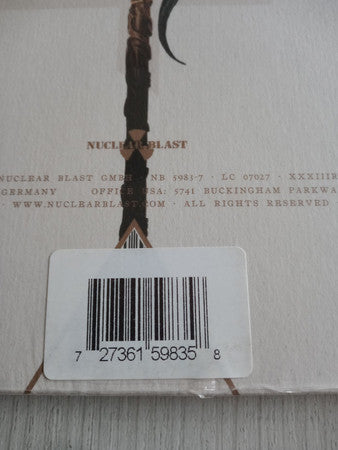 NUCLEAR BLAST
NUCLEAR BLAST GMBH · NB 5983-7 · LC 07027 · XXXIIIB
GERMANY OFFICE USA: 5741 BUCKINGHAM PARKWA
· WWW.NUCLEARBLAST.COM · ALL RIGHTS RESERVED
7 27361 59835 8